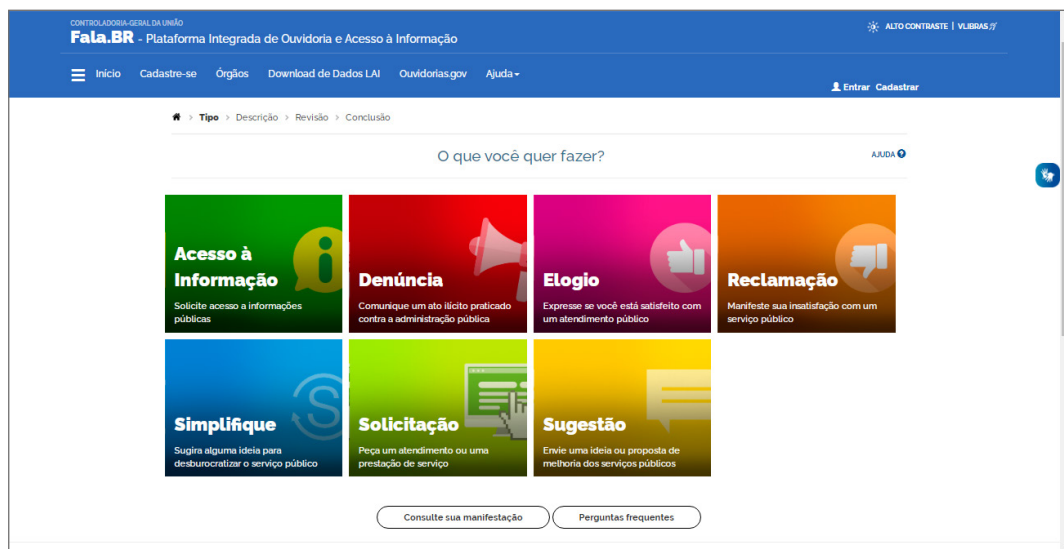 CONTROLADORIA-GERAL DA UNIÃO
Fala.BR - Plataforma Integrada de Ouvidoria e Acesso à Informação
ALTO CONTRASTE | VLIBRAS
Início Cadastre-se Órgãos Download de Dados LAI Ouvidorias.gov Ajuda
Entrar Cadastrar
> Tipo > Descrição > Revisão > Conclusão
O que você quer fazer?
AJUDA
Acesso à
Informação
Solicite acesso a informações
públicas
Denúncia
Comunique um ato ilícito praticado
contra a administração pública
Elogio
Expresse se você está satisfeito com
um atendimento público
Reclamação
Manifeste sua insatisfação com um
serviço público
Simplifique
Sugira alguma ideia para
desburocratizar o serviço público
Solicitação
Peça um atendimento ou uma
prestação de serviço
Sugestão
Envie uma ideia ou proposta de
melhoria dos serviços públicos
Consulte sua manifestação
Perguntas frequentes